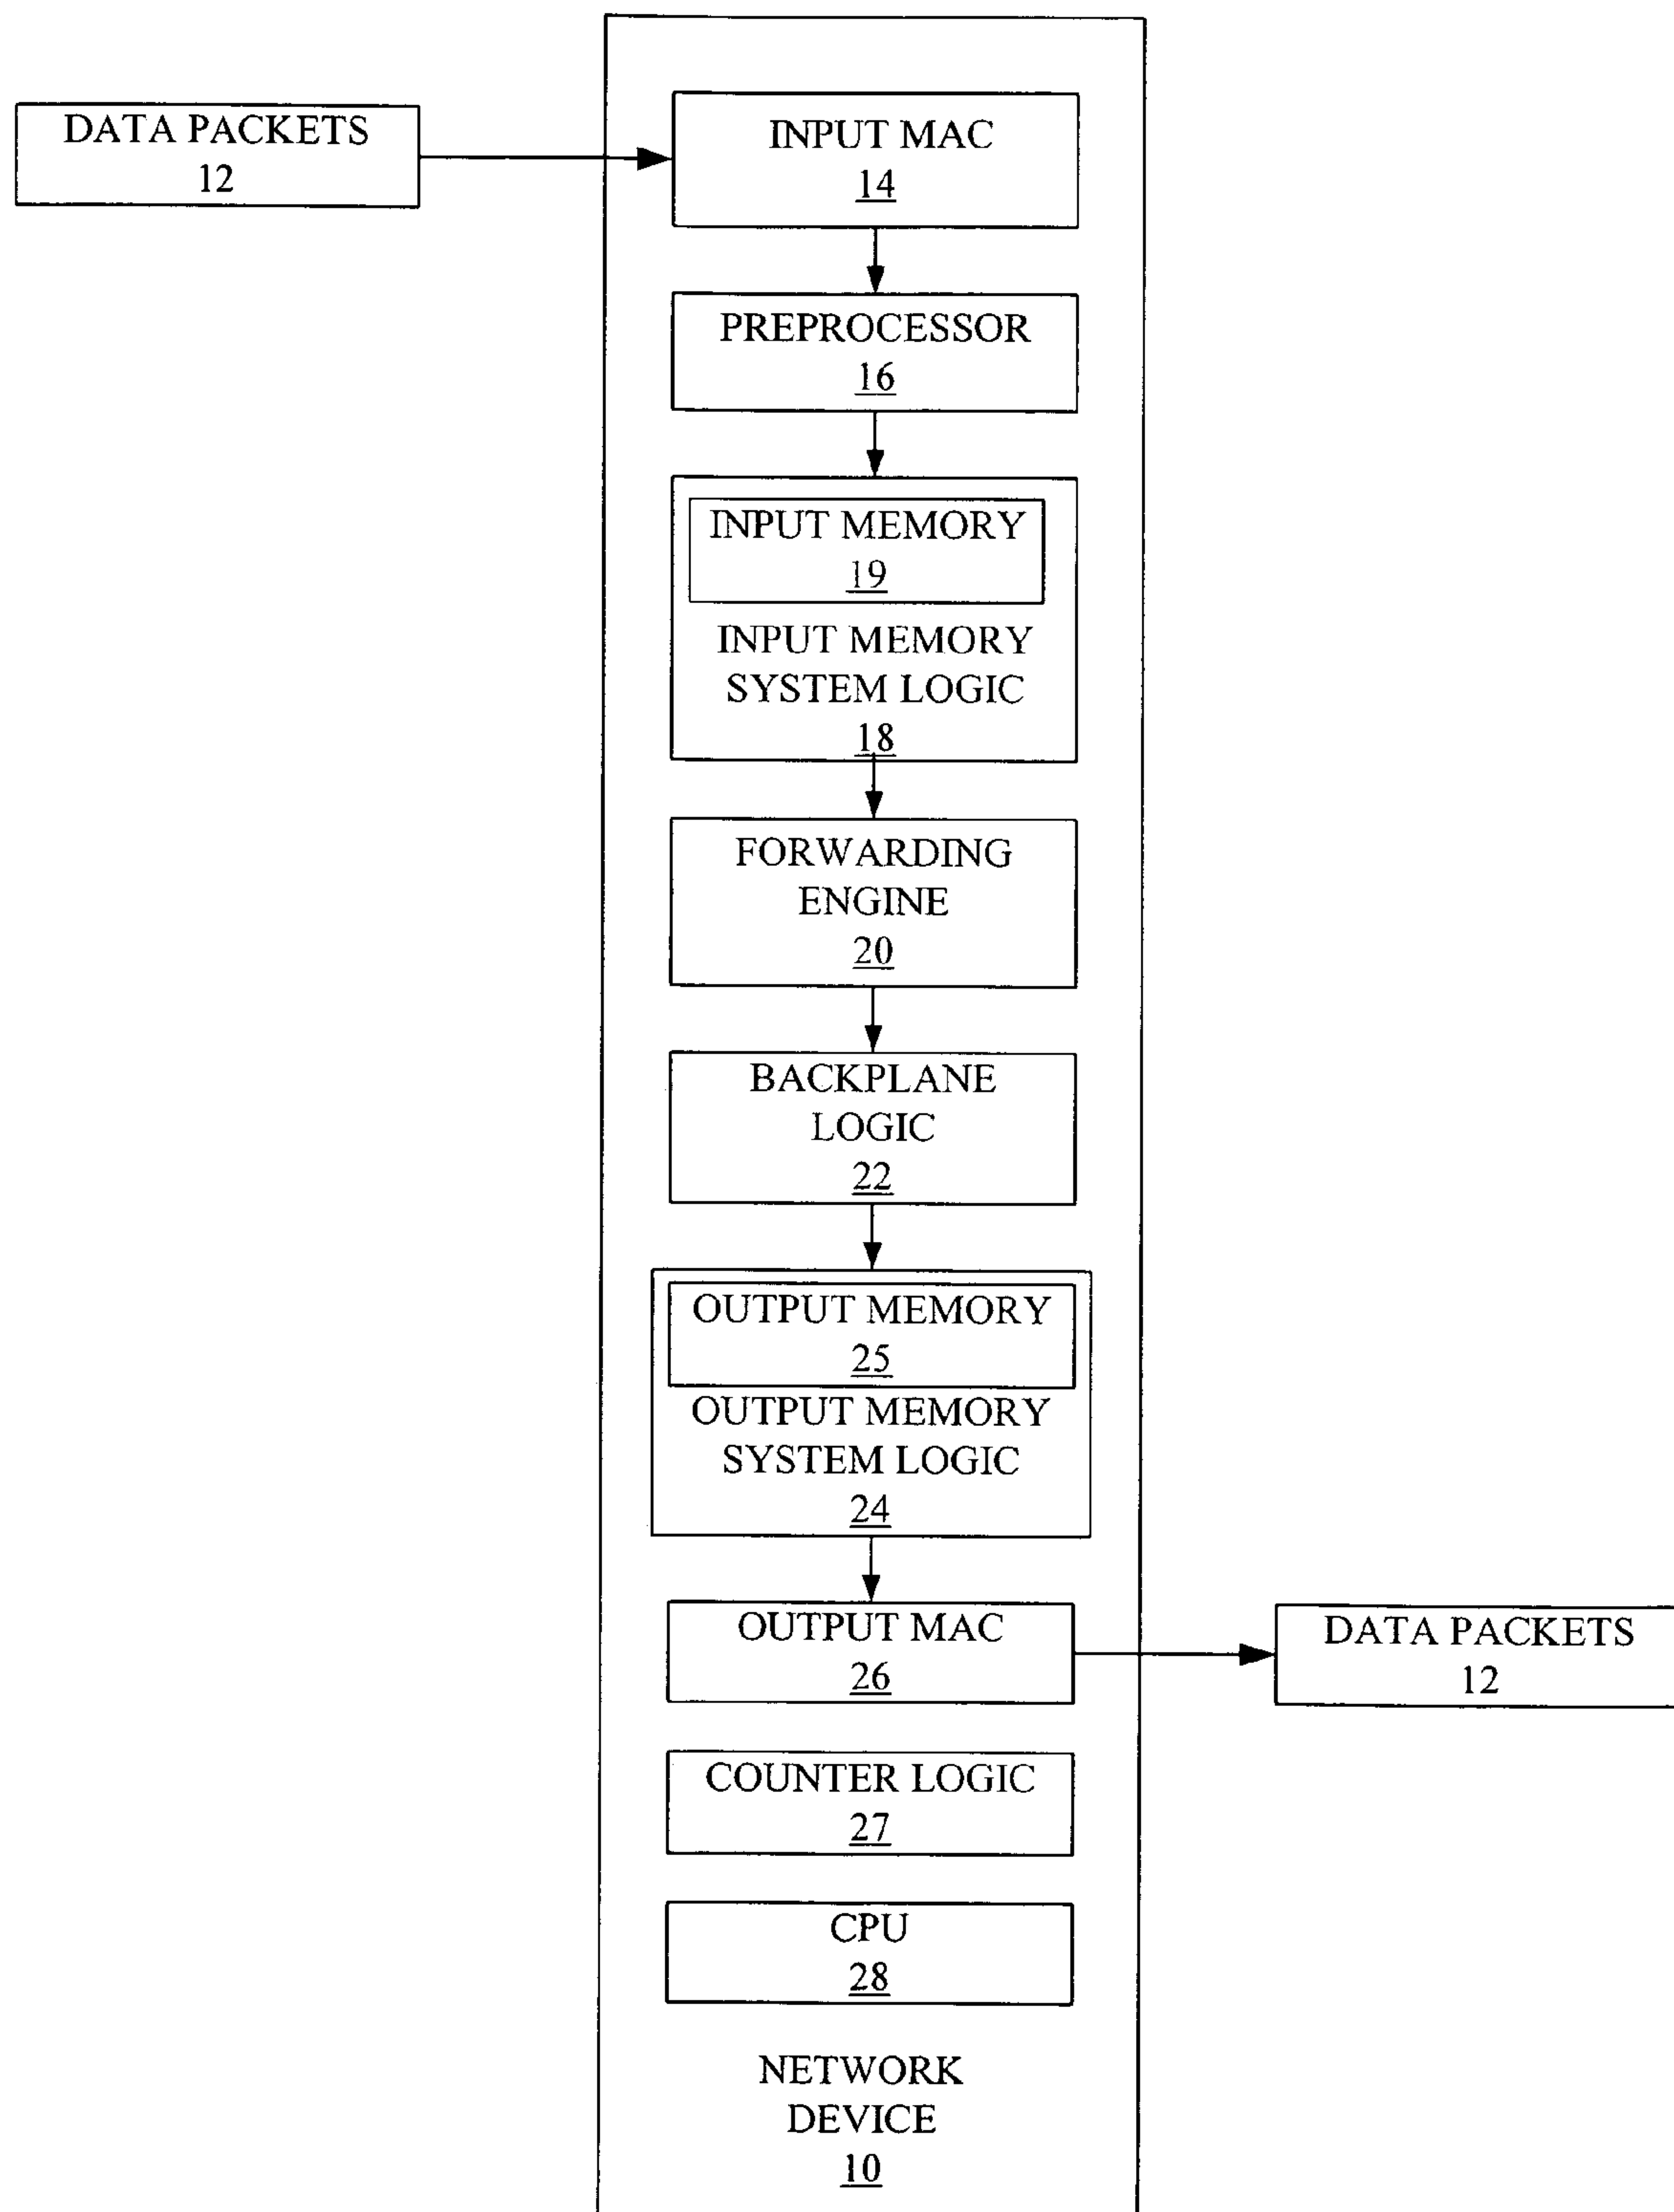 DATA PACKETS
12
INPUT MAC
14
PREPROCESSOR
16
INPUT MEMORY
19
INPUT MEMORY
SYSTEM LOGIC
18
FORWARDING
ENGINE
20
BACKPLANE
LOGIC
22
OUTPUT MEMORY
25
OUTPUT MEMORY
SYSTEM LOGIC
24
OUTPUT MAC
26
DATA PACKETS
12
COUNTER LOGIC
27
CPU
28
NETWORK
DEVICE
10